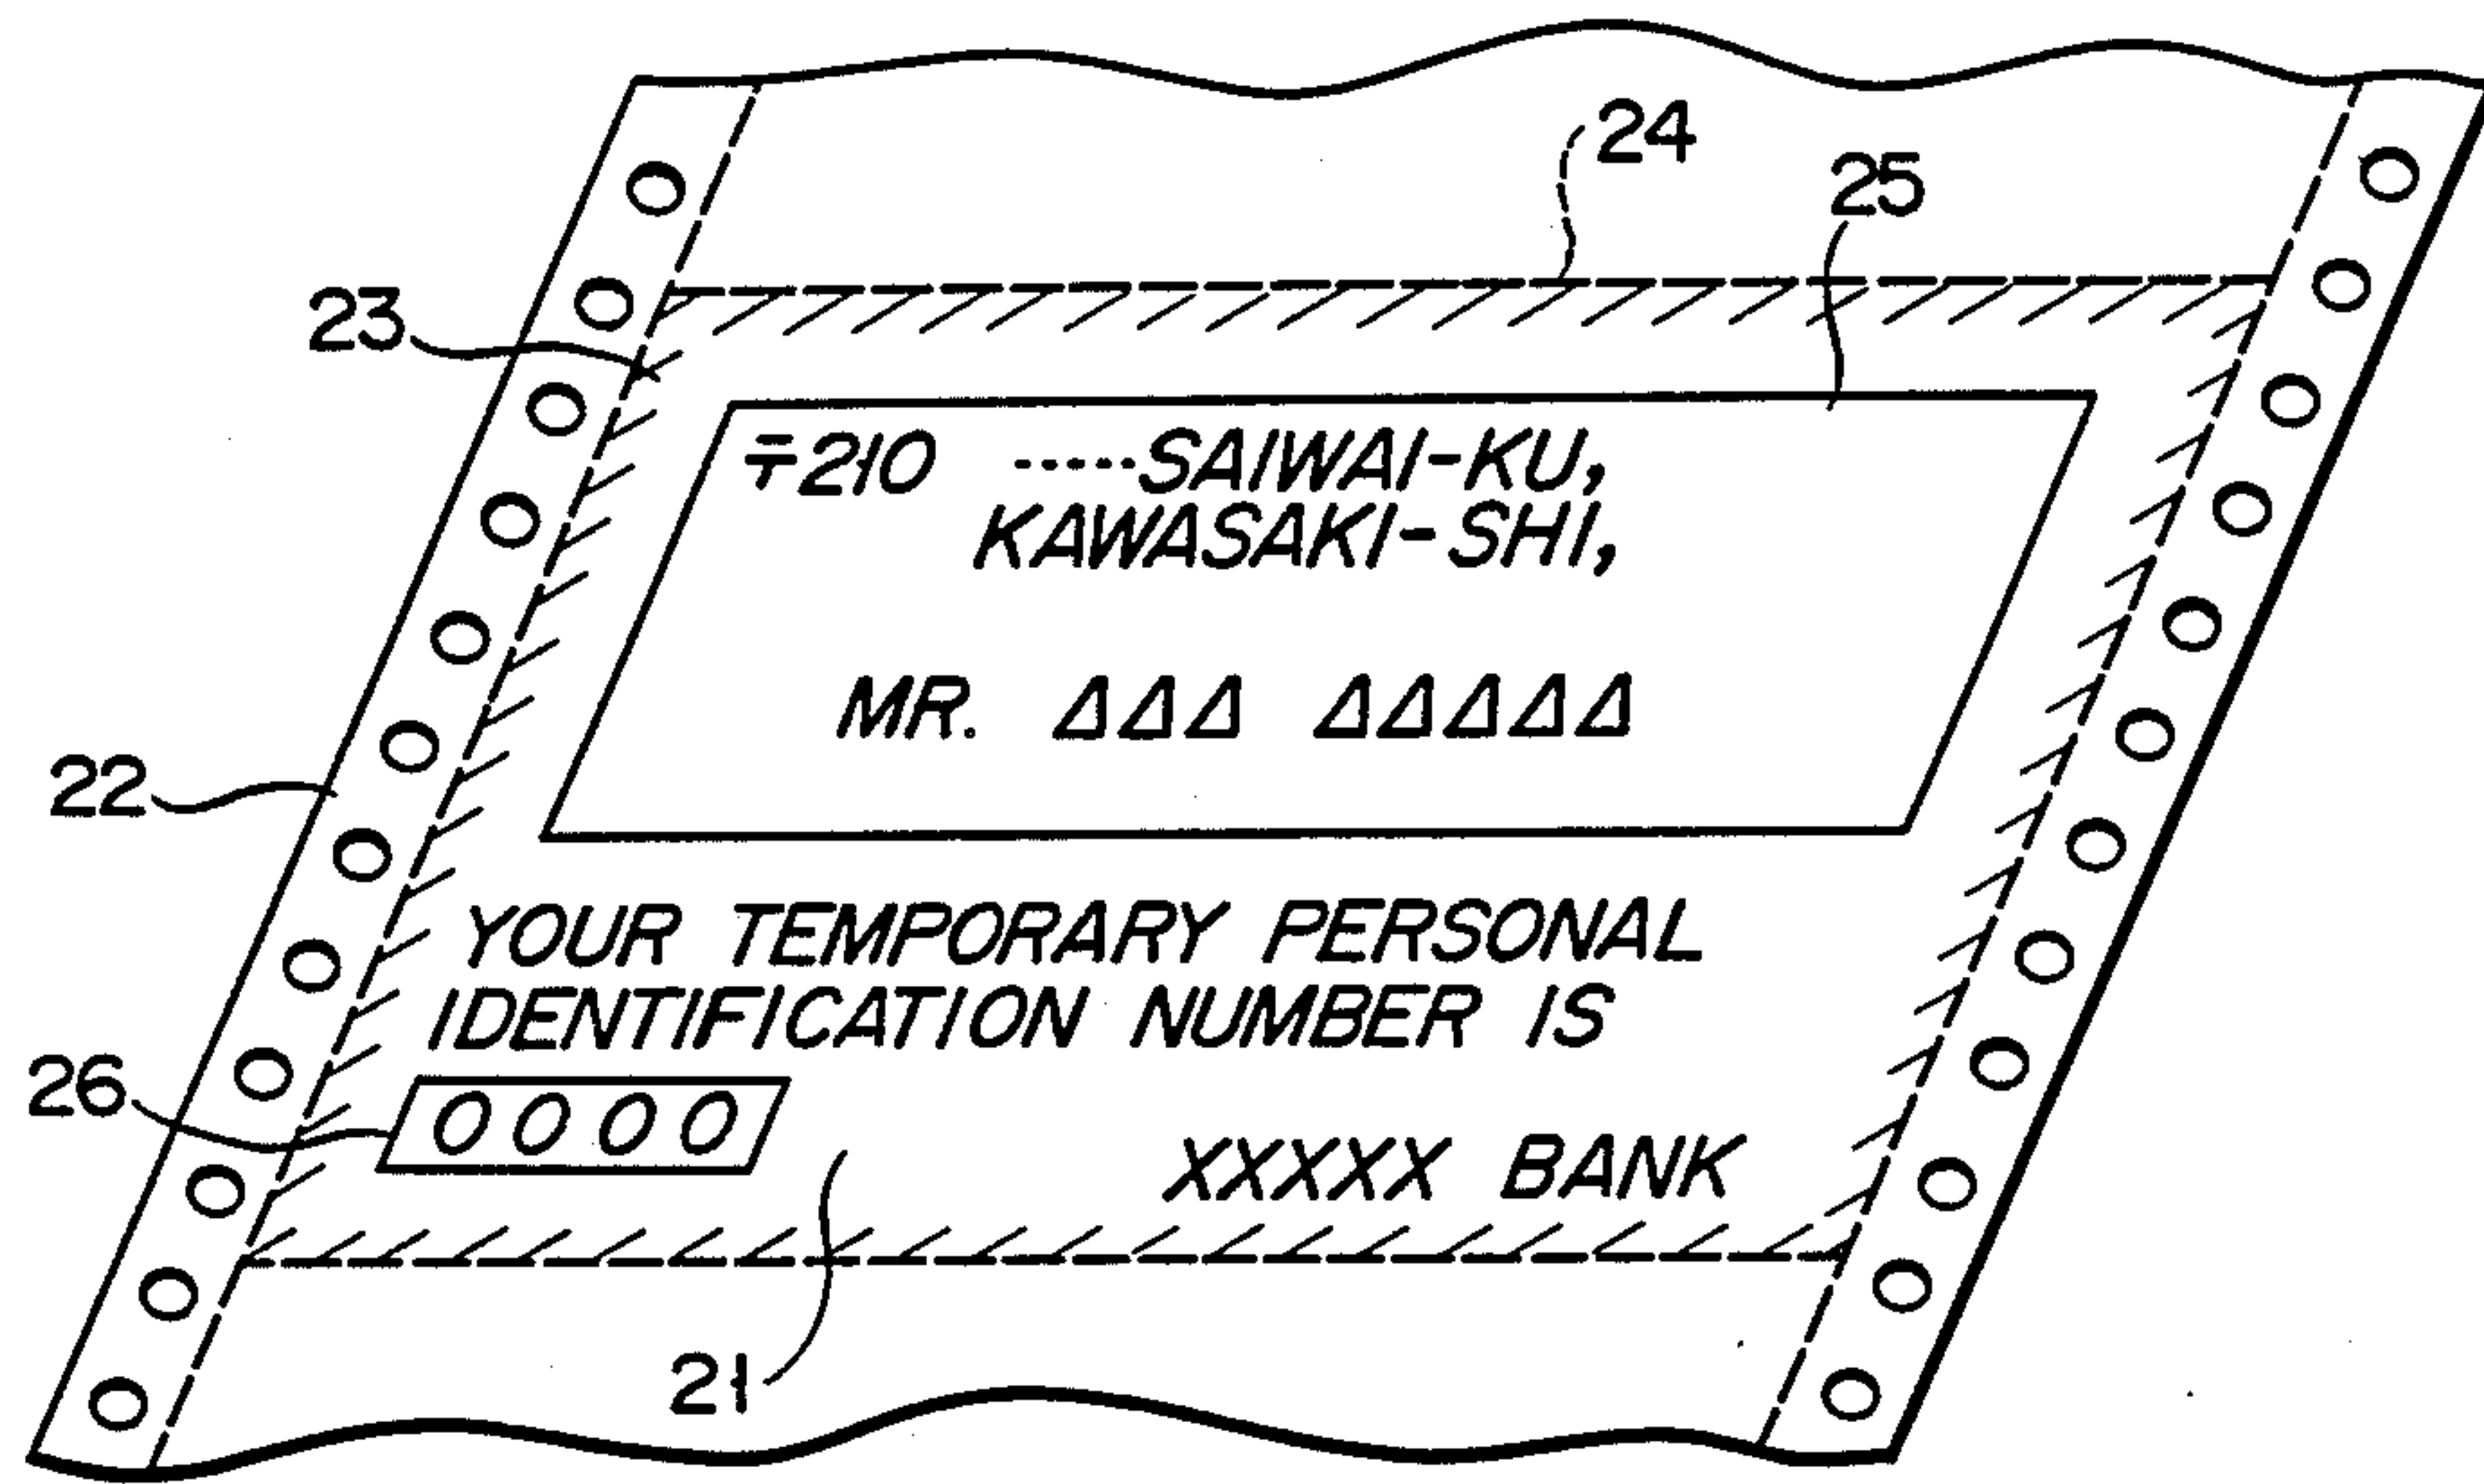 24
25
23
〒210 -----SAIWAI-KU,
KAWASAKI-SHI,
MR. ΔΔΔ ΔΔΔΔΔ
22
YOUR TEMPORARY PERSONAL
IDENTIFICATION NUMBER IS
26
0000
XXXXX BANK
21